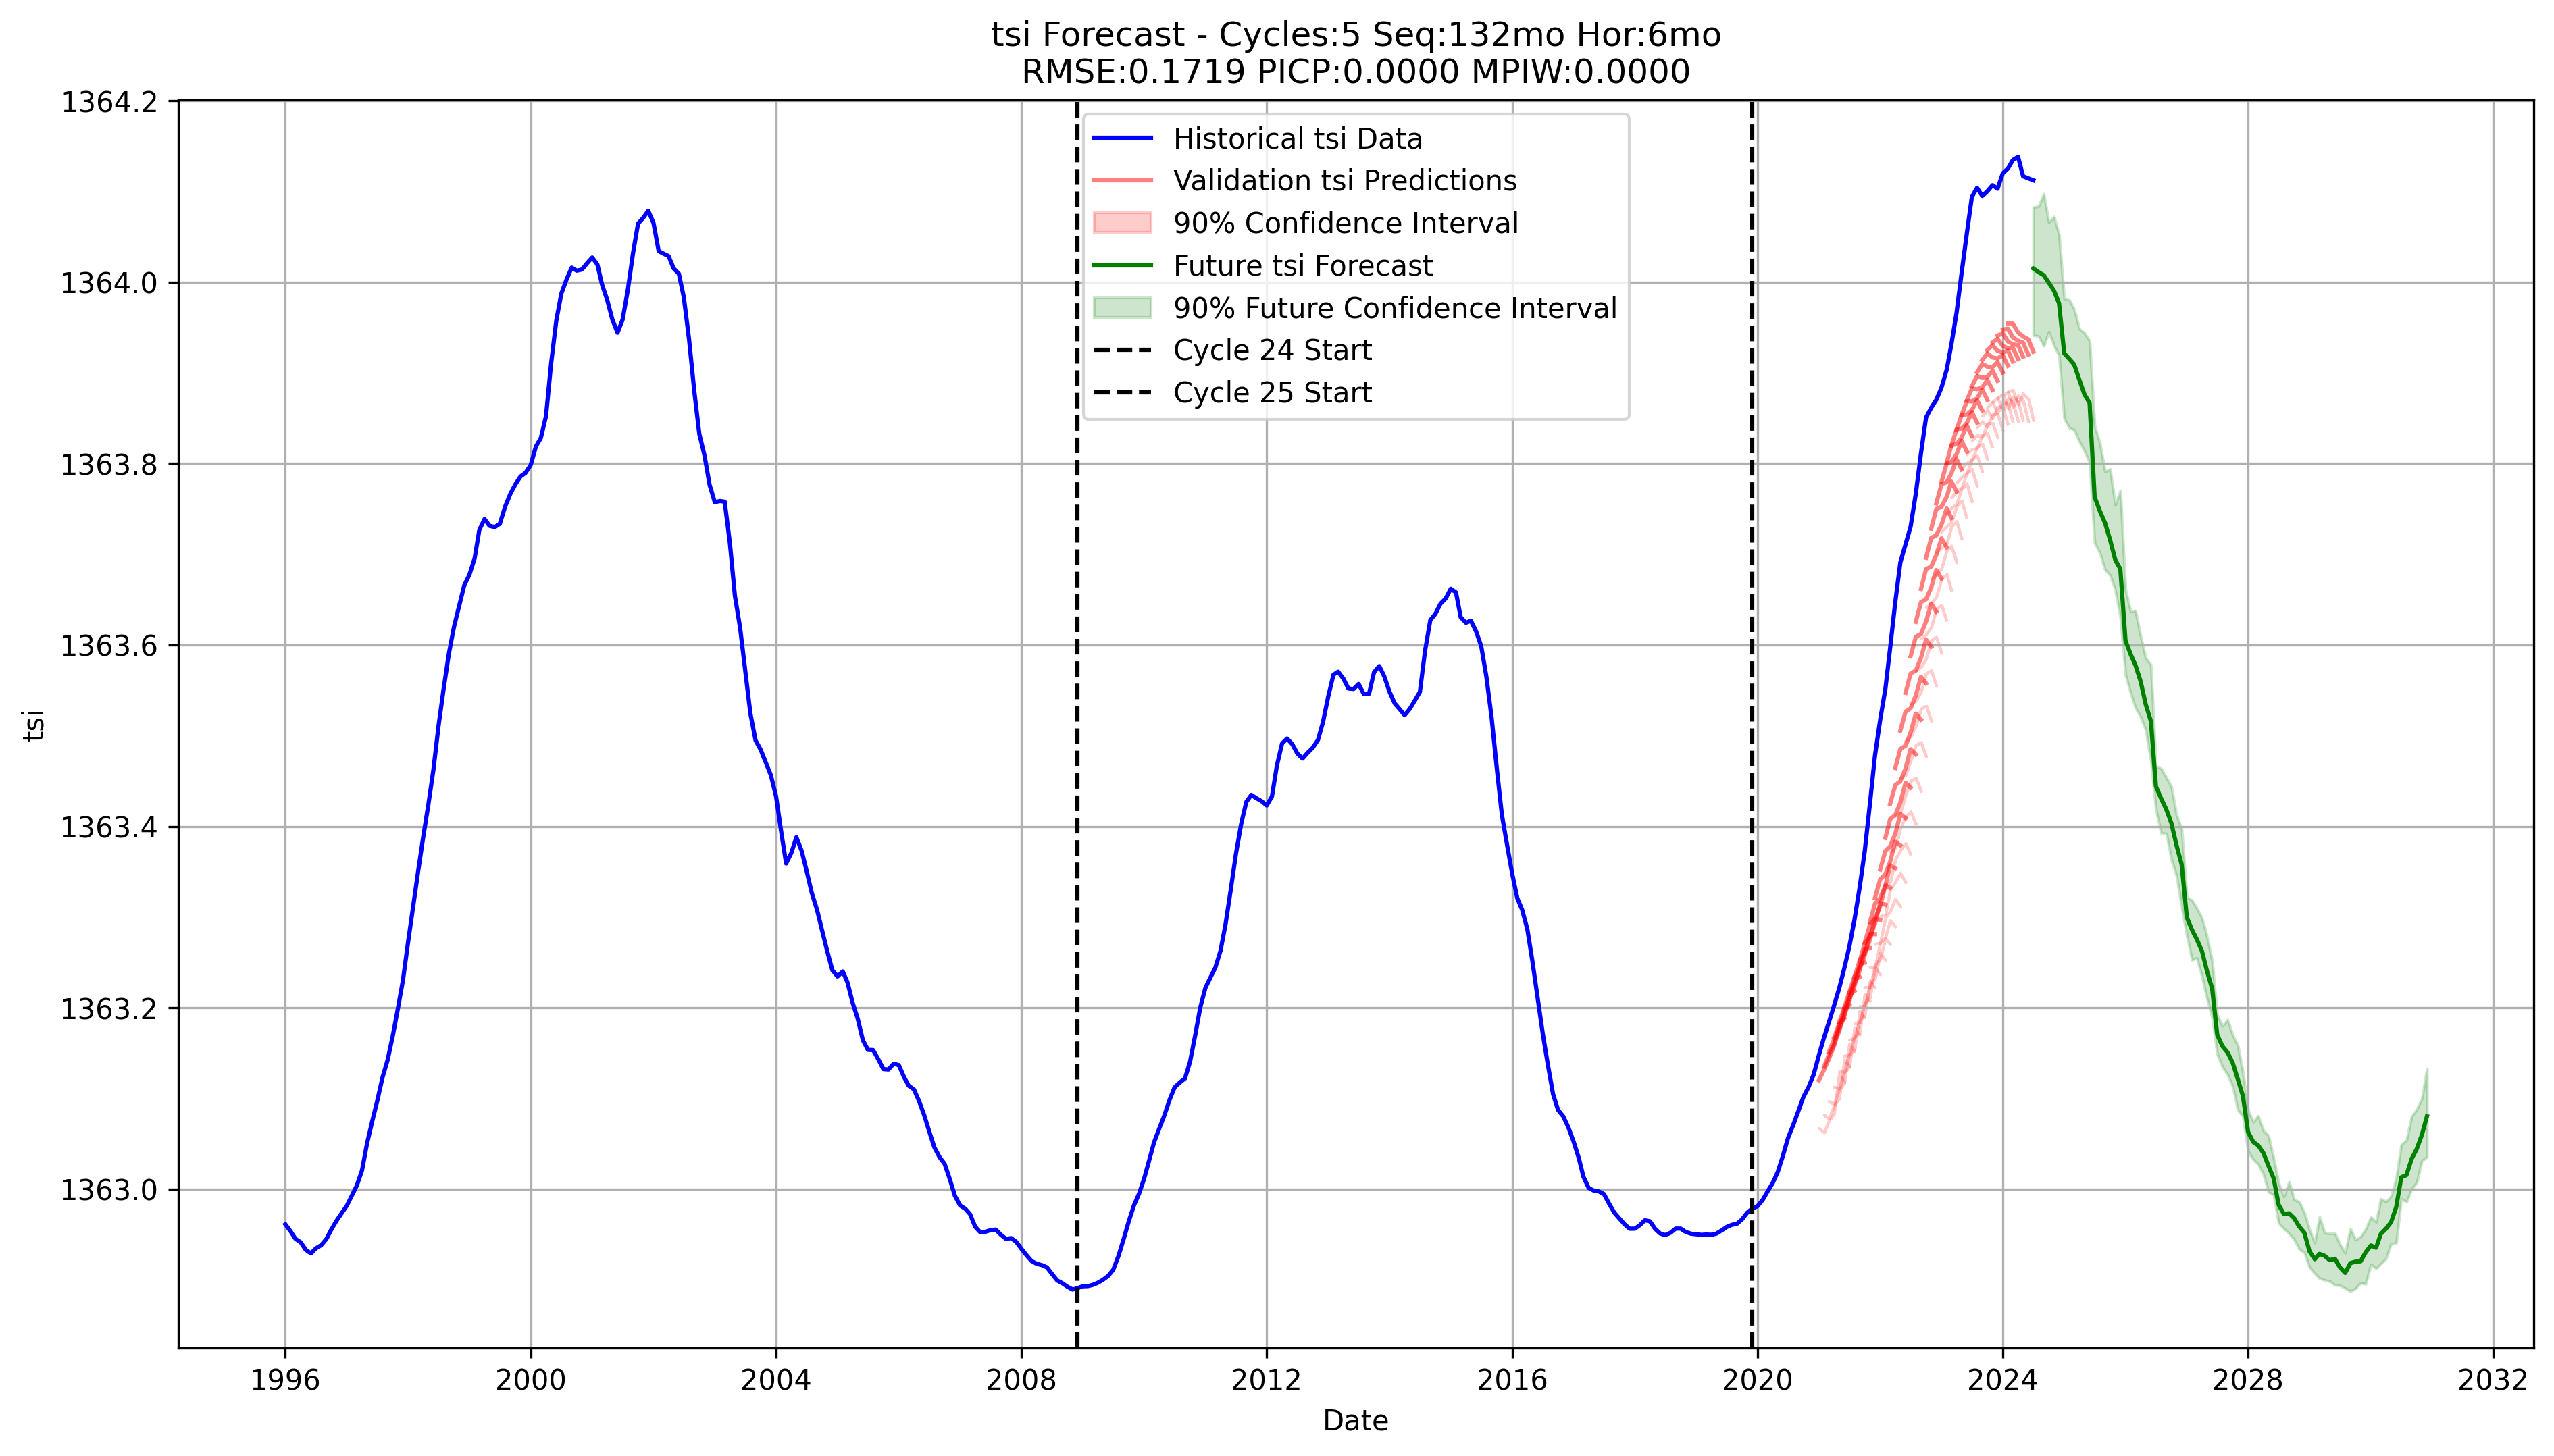 tsi Forecast - Cycles:5 Seq:132mo Hor:6mo
RMSE:0.1719 PICP:0.0000 MPIW:0.0000
1364.2
1364.0
1363.8
1363.6
1363.4
1363.2
1363.0
tsi
Historical tsi Data
Validation tsi Predictions
90% Confidence Interval
Future tsi Forecast
90% Future Confidence Interval
Cycle 24 Start
Cycle 25 Start
1996 2000 2004 2008 2012 2016 2020 2024 2028 2032
Date